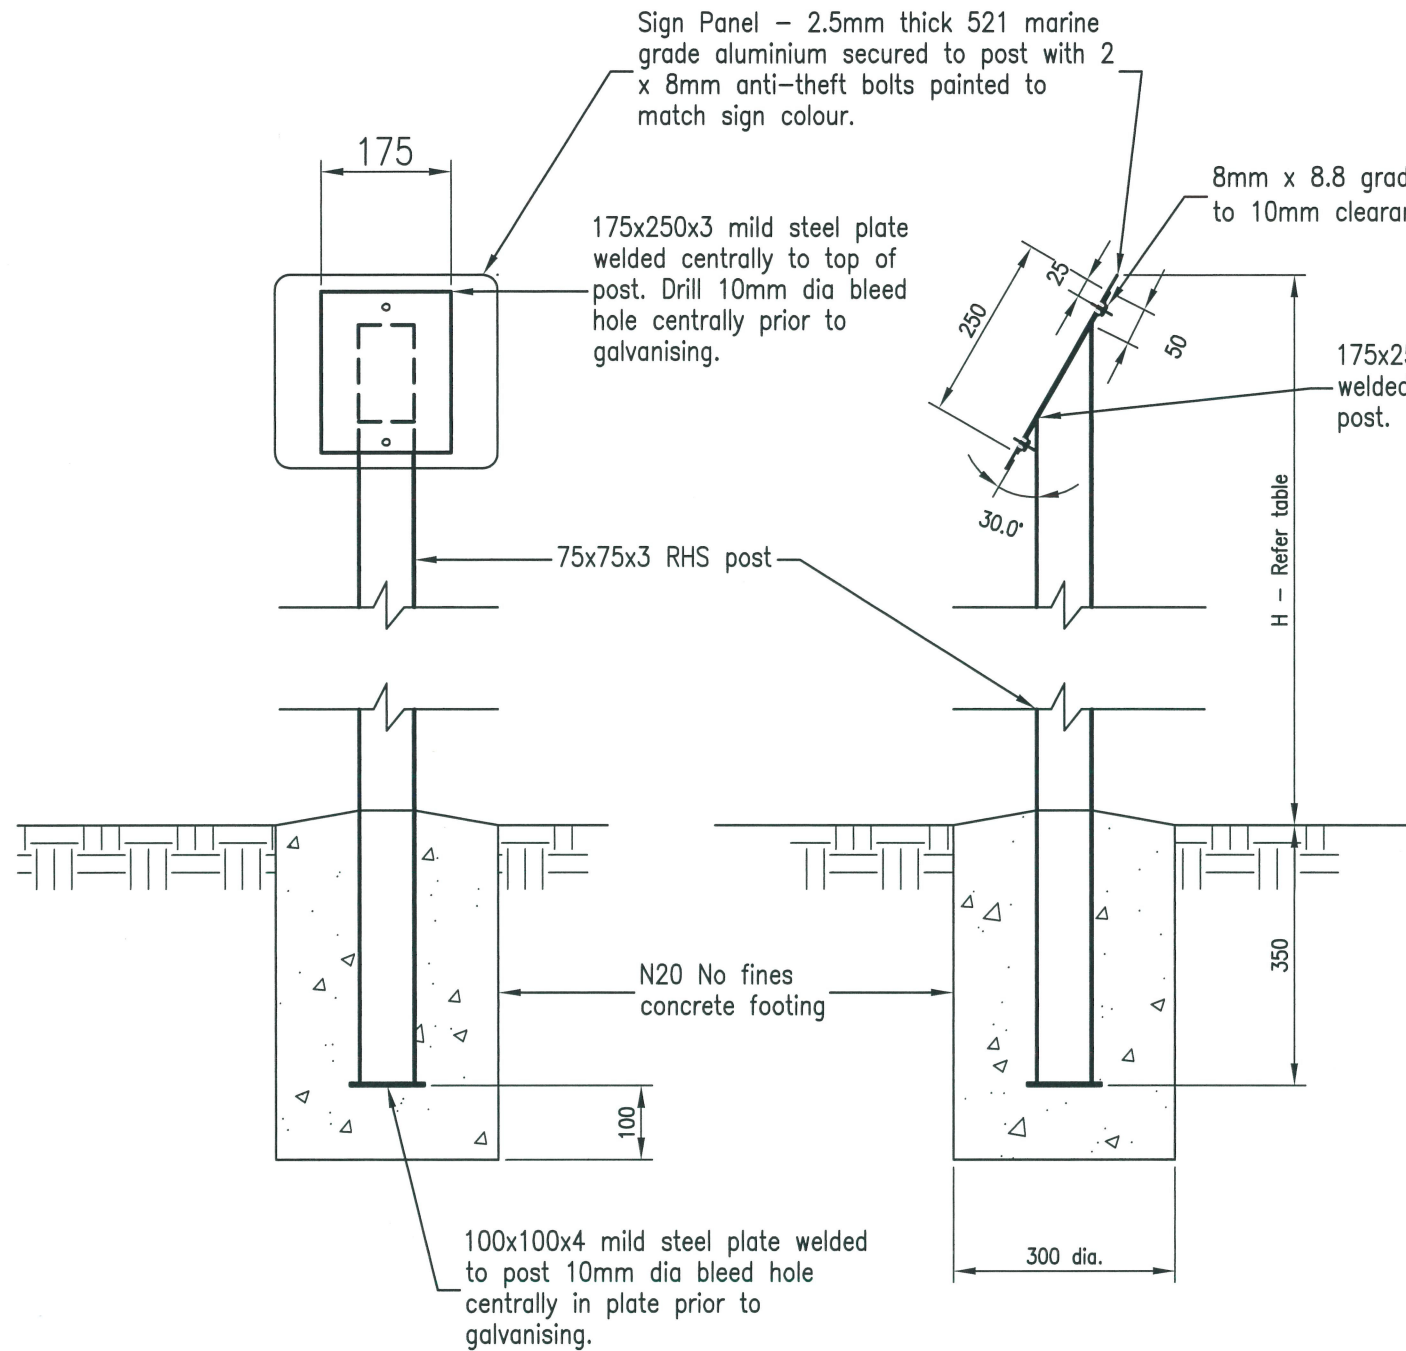 Sign Panel – 2.5mm thick 521 marine
grade aluminium secured to post with 2
x 8mm anti–theft bolts painted to
match sign colour.
175
8mm x 8.8 grad
to 10mm
175x250x3 mild steel plate
welded centrally to top of
post. Drill 10mm dia bleed
hole centrally prior to
galvanising.
25
250
50
welded
post.
30.0°
H – Refer table
75x75x3 RHS post
N20 No fines
concrete footing
350
100
100x100x4 mild steel plate welded
to post 10mm dia bleed hole
centrally in plate prior to
galvanising.
300 dia.